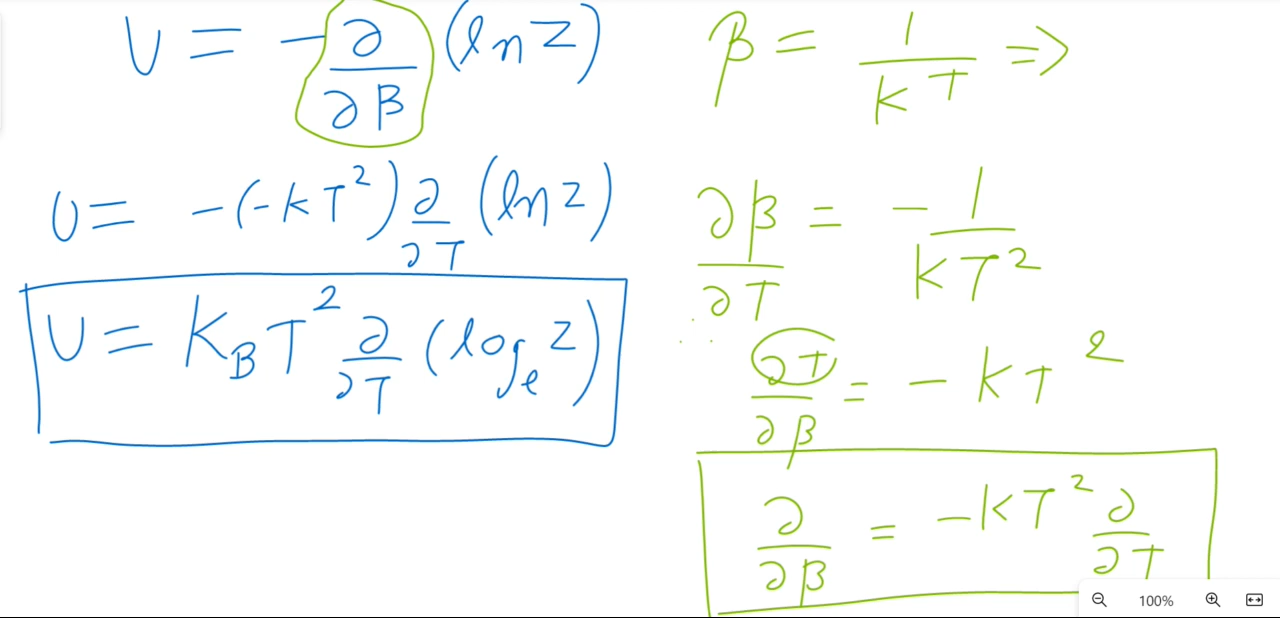 U = - ∂/∂β (ln Z)
U = -(-kT²) ∂/∂T (ln Z)
U = K_B T² ∂/∂T (log_e Z)
β = 1/KT ⇒
∂β/∂T = - 1/KT²
∴ ∂T/∂β = - kT²
∂/∂β = -KT² ∂/∂T
100%